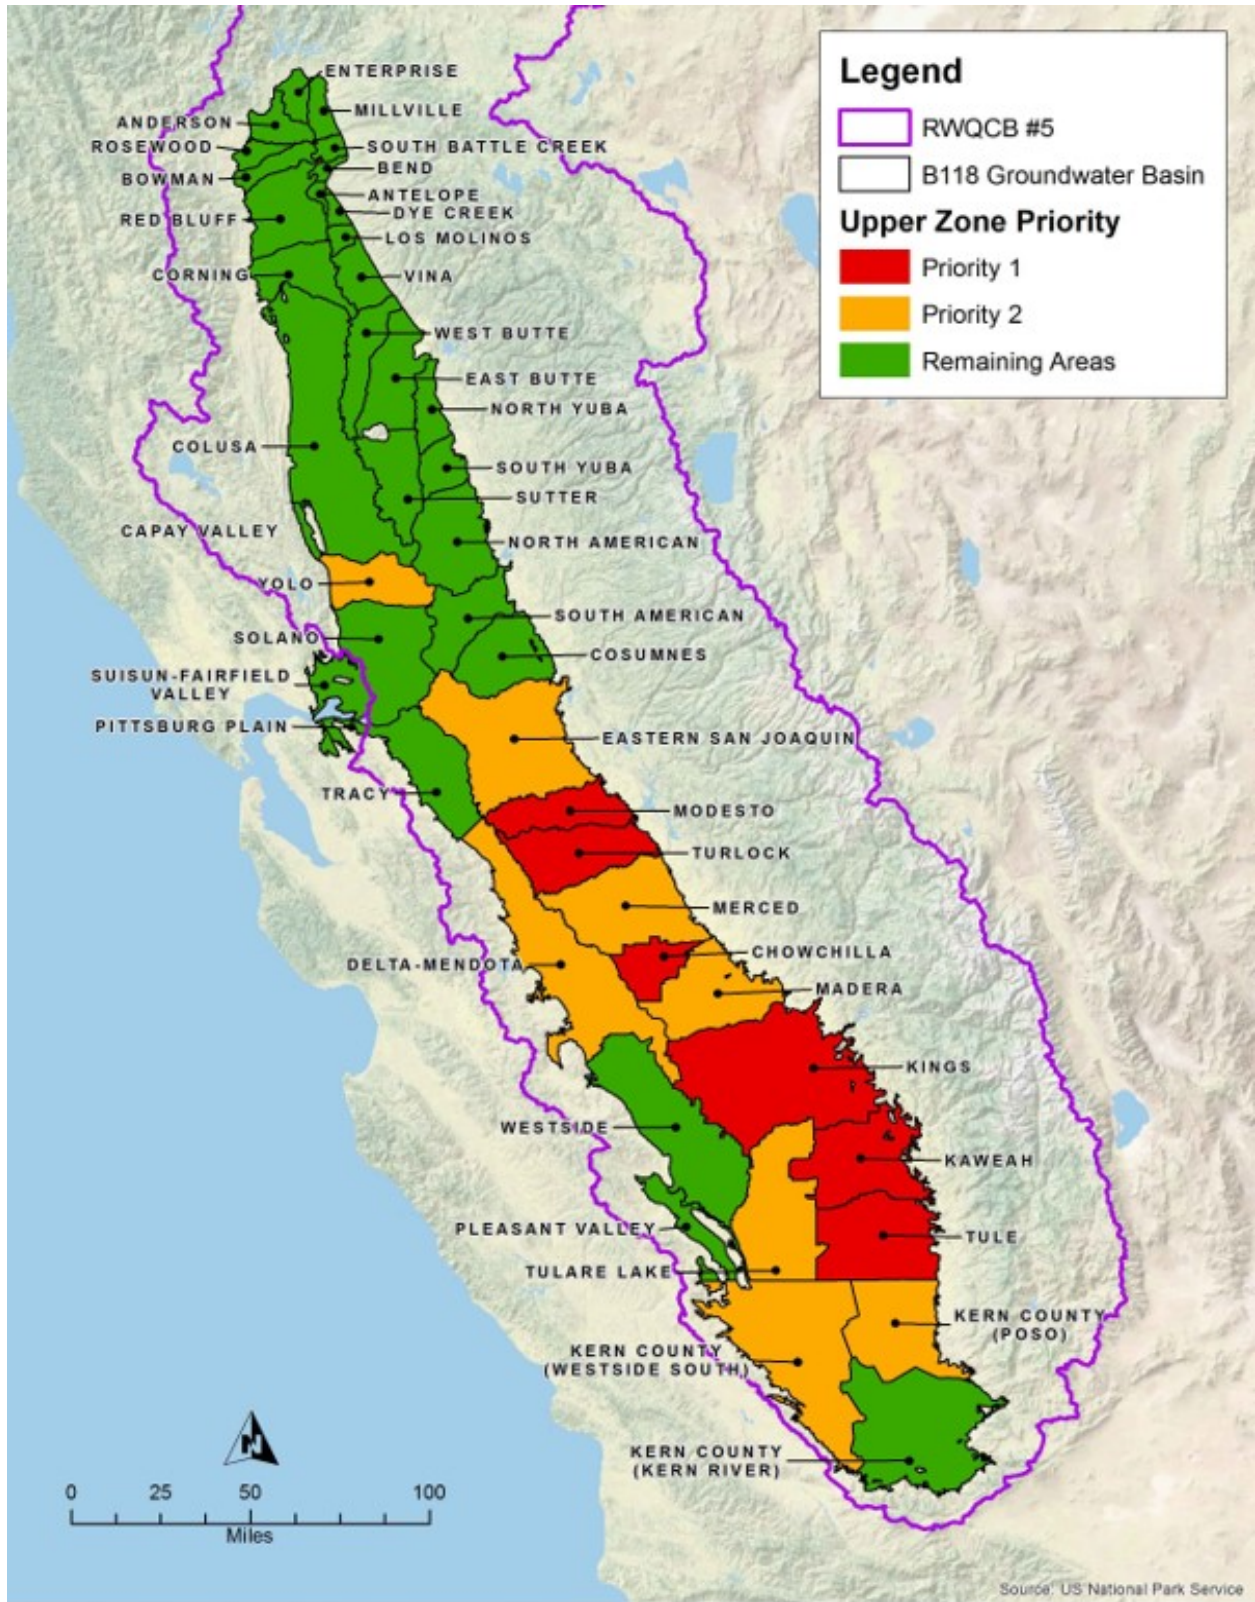 Legend
RWQCB #5
B118 Groundwater Basin
Upper Zone Priority
Priority 1
Priority 2
Remaining Areas
ENTERPRISE
MILLVILLE
ANDERSON
ROSEWOOD
SOUTH BATTLE CREEK
BEND
BOWMAN
ANTELOPE
DYE CREEK
RED BLUFF
LOS MOLINOS
CORNING
VINA
WEST BUTTE
EAST BUTTE
NORTH YUBA
COLUSA
SOUTH YUBA
SUTTER
CAPAY VALLEY
NORTH AMERICAN
YOLO
SOUTH AMERICAN
SOLANO
COSUMNES
SUISUN-FAIRFIELD
VALLEY
PITTSBURG PLAIN
EASTERN SAN JOAQUIN
TRACY
MODESTO
TURLOCK
MERCED
CHOWCHILLA
DELTA-MENDOTA
MADERA
KINGS
WESTSIDE
KAWEAH
PLEASANT VALLEY
TULE
TULARE LAKE
KERN COUNTY
(POSO)
KERN COUNTY
(WESTSIDE SOUTH)
KERN COUNTY
(KERN RIVER)
N
0 25 50 100
Miles
Source: US National Park Service